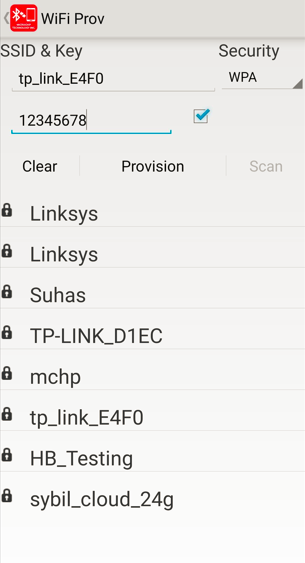 WiFi Prov
SSID & Key Security
tp_link_E4F0 WPA
12345678
Clear Provision Scan
Linksys
Linksys
Suhas
TP-LINK_D1EC
mchp
tp_link_E4F0
HB_Testing
sybil_cloud_24g